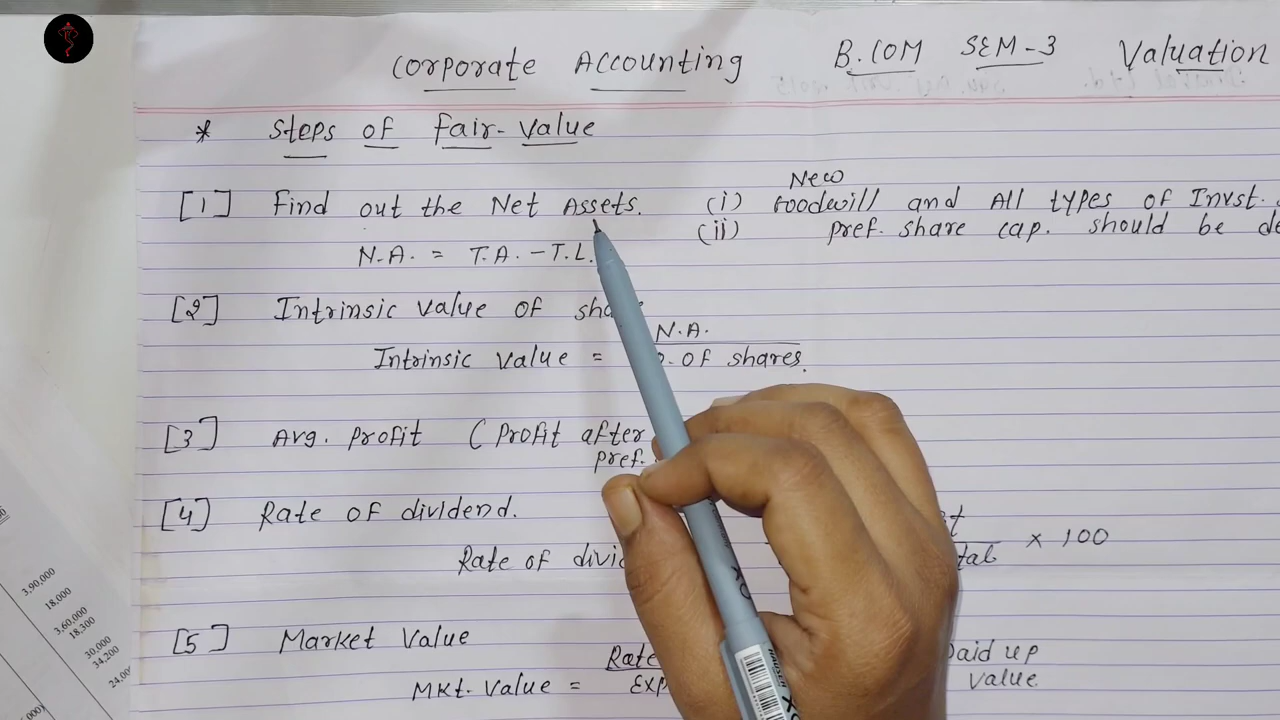 Corporate Accounting B.COM SEM-3 Valuation
* Steps of Fair-Value
[1] Find out the Net Assets. (i) New Goodwill and All types of Invst.
(ii) pref. share cap. should be
N.A. = T.A. - T.L.
[2] Intrinsic value of
Intrinsic value = N.A.
of shares.
[3] Avg. profit (Profit after
pref.
[4] Rate of dividend.
Rate of × 100
[5] Market Value
Rate Paid up
Mkt. Value = value
3,90,000
18,000
3,60,000
18,300
30,000
34,200
24,000